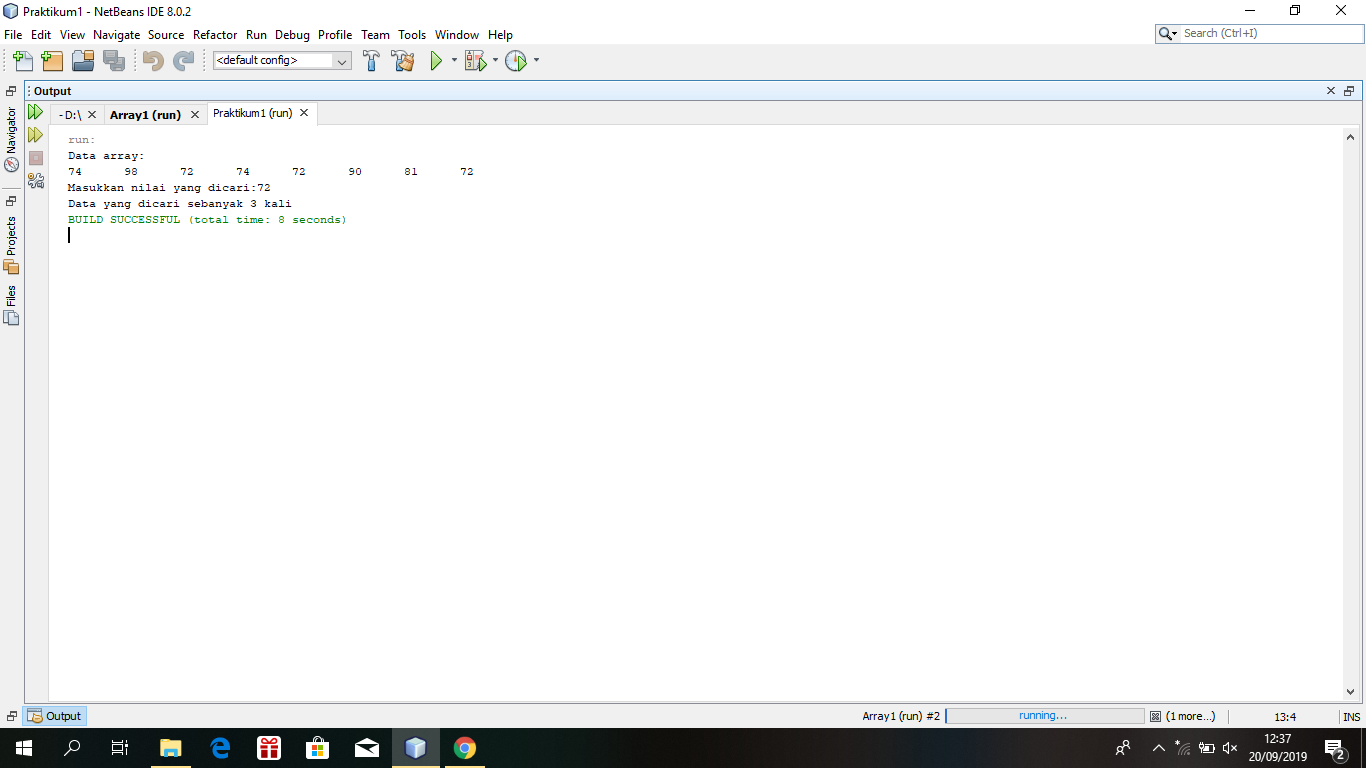 Praktikum1 - NetBeans IDE 8.0.2
File Edit View Navigate Source Refactor Run Debug Profile Team Tools Window Help
Search (Ctrl+I)
<default config>
Output
- D:\ Array1 (run) Praktikum1 (run)
Navigator
Projects
Files
run:
Data array:
74 98 72 74 72 90 81 72
Masukkan nilai yang dicari:72
Data yang dicari sebanyak 3 kali
BUILD SUCCESSFUL (total time: 8 seconds)
Output
Array1 (run) #2 running... (1 more...) 13:4 INS
12:37
20/09/2019
2